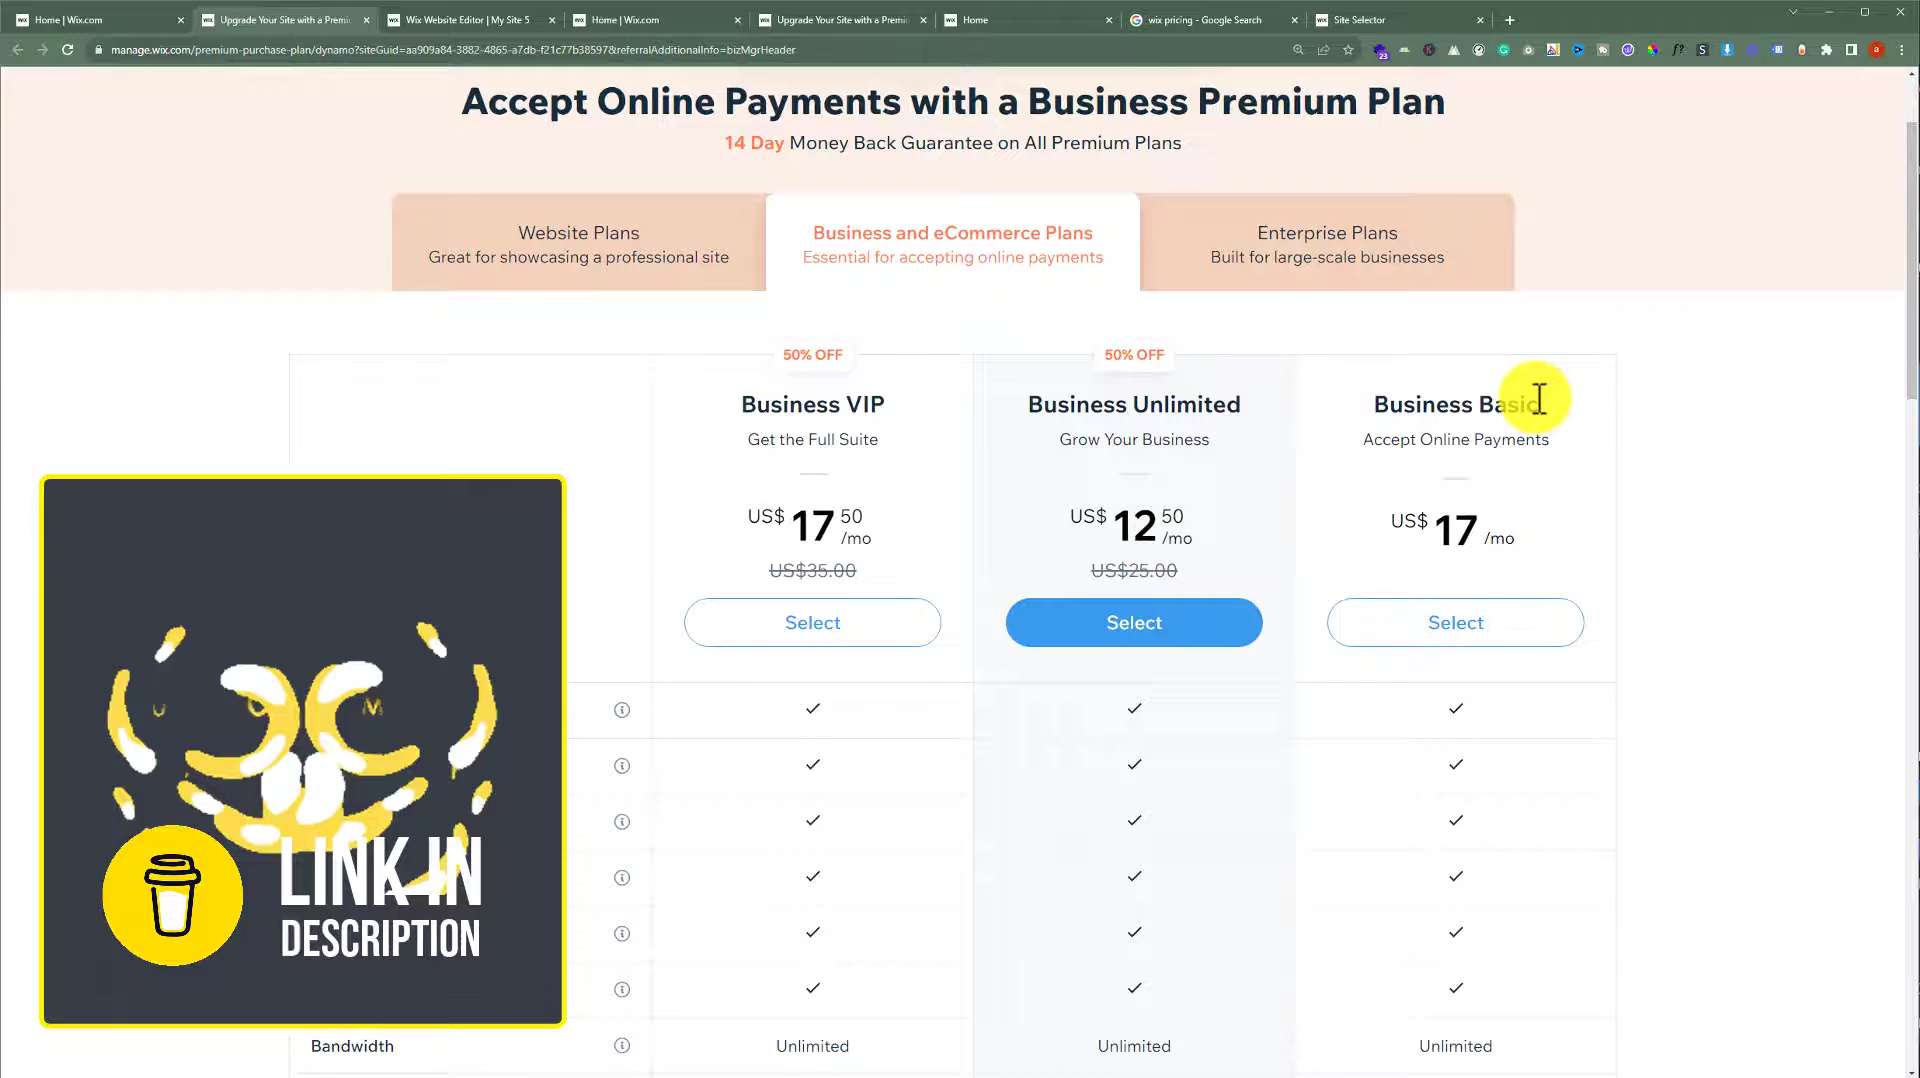 Home | Wix.com
Upgrade Your Site with a Premi
Wix Website Editor | My Site 5
Home | Wix.com
Upgrade Your Site with a Premi
Home
wix pricing - Google Search
Site Selector
manage.wix.com/premium-purchase-plan/dynamo?siteGuid=aa909a84-3882-4865-a7db-f21c77b38597&referralAdditionalInfo=bizMgrHeader
Accept Online Payments with a Business Premium Plan
14 Day Money Back Guarantee on All Premium Plans
Website Plans
Great for showcasing a professional site
Business and eCommerce Plans
Essential for accepting online payments
Enterprise Plans
Built for large-scale businesses
50% OFF
50% OFF
Business VIP
Business Unlimited
Business Basic
Get the Full Suite
Grow Your Business
Accept Online Payments
US$ 17 50 /mo
US$ 12 50 /mo
US$ 17 /mo
US$35.00
US$25.00
Select
Select
Select
LINK IN
DESCRIPTION
Bandwidth
Unlimited
Unlimited
Unlimited